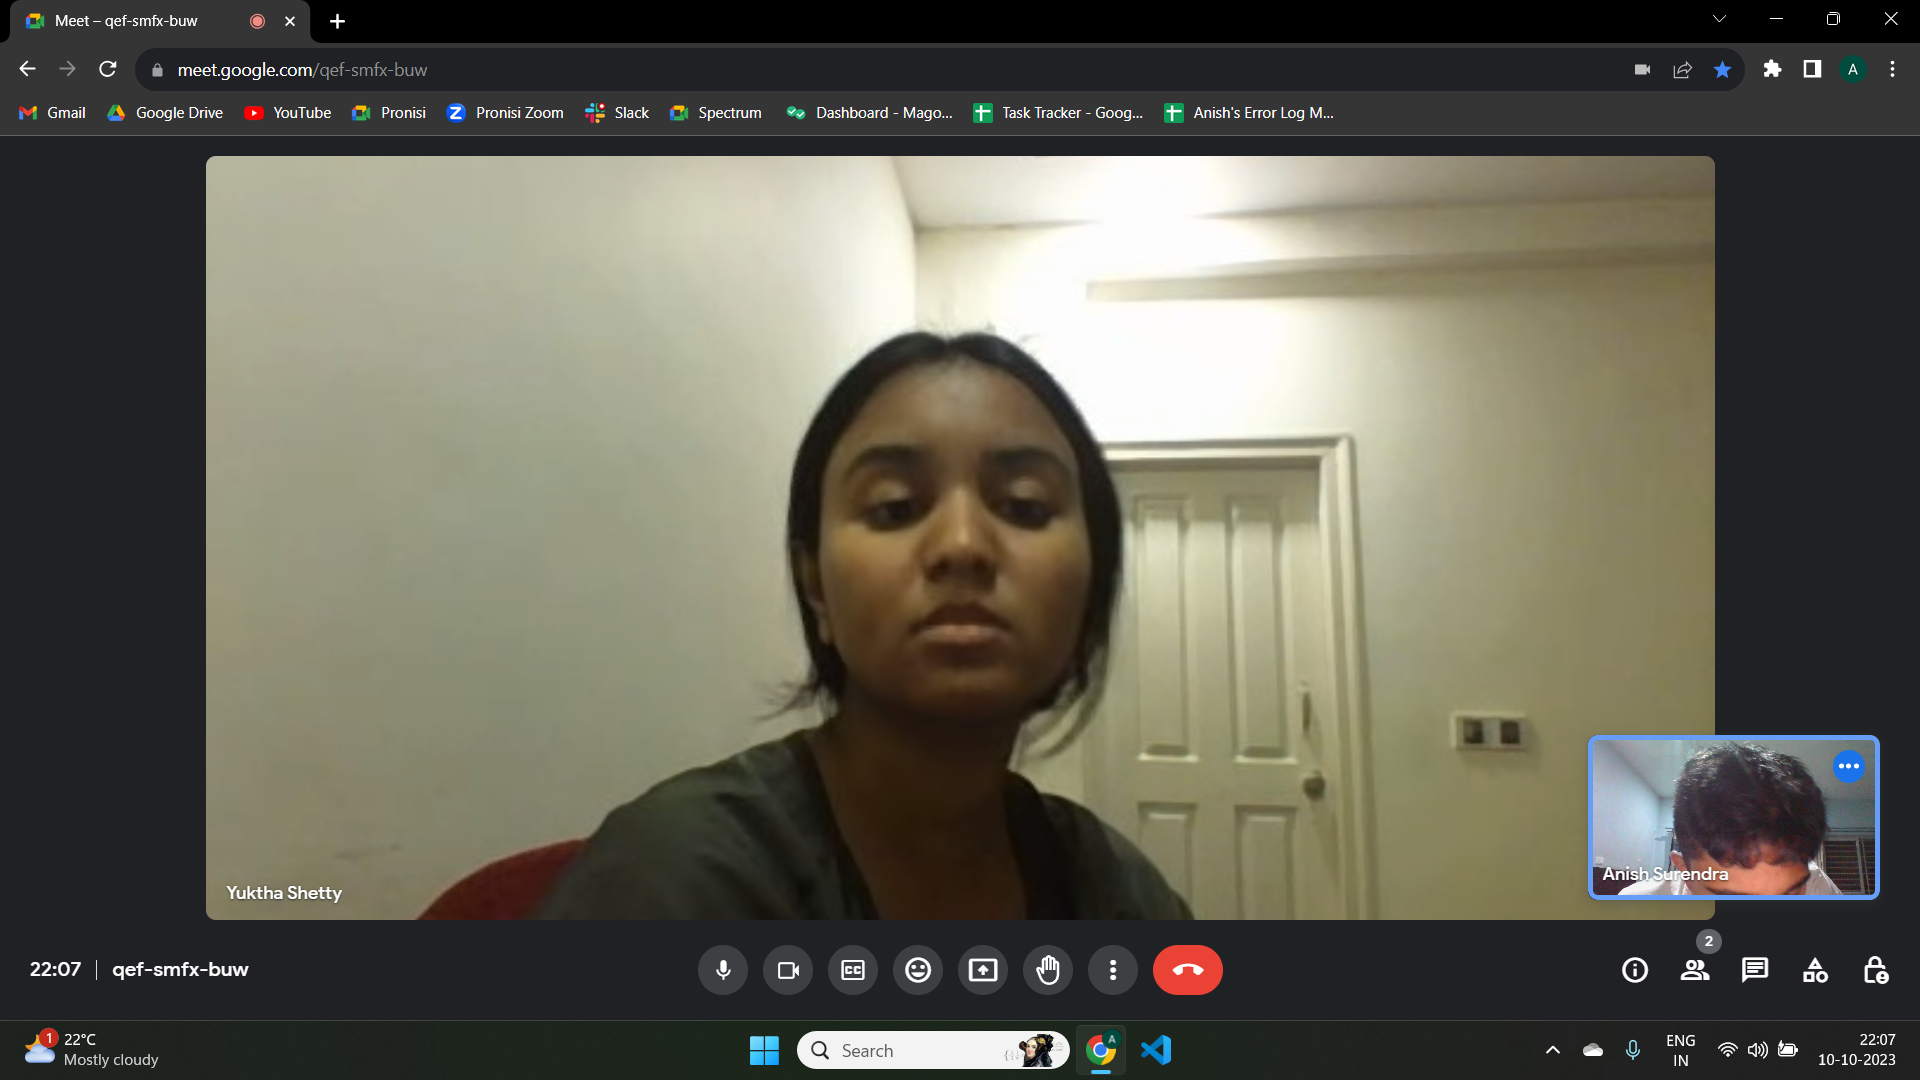 Meet – qef-smfx-buw
meet.google.com/qef-smfx-buw
A
Gmail Google Drive YouTube Pronisi Pronisi Zoom Slack Spectrum Dashboard - Mago... Task Tracker - Goog... Anish's Error Log M...
Yuktha Shetty
Anish Surendra
22:07 qef-smfx-buw
CC
2
1
22°C
Mostly cloudy
Search
A
ENG
IN
22:07
10-10-2023